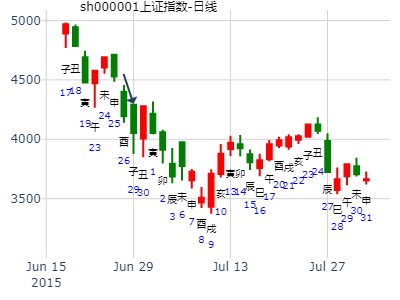 sh000001上证指数-日线
5000
4500
4000
3500
子
17
丑
18
寅
19
午
23
未
24
申
25
酉
26
子
29
丑
30
寅
1
卯
2
辰
3
未
6
申
7
酉
8
戌
9
亥
10
寅
13
卯
14
辰
15
巳
16
午
17
酉
20
戌
21
亥
22
子
23
丑
24
辰
27
巳
28
午
29
未
30
申
31
Jun 15
2015
Jun 29
Jul 13
Jul 27